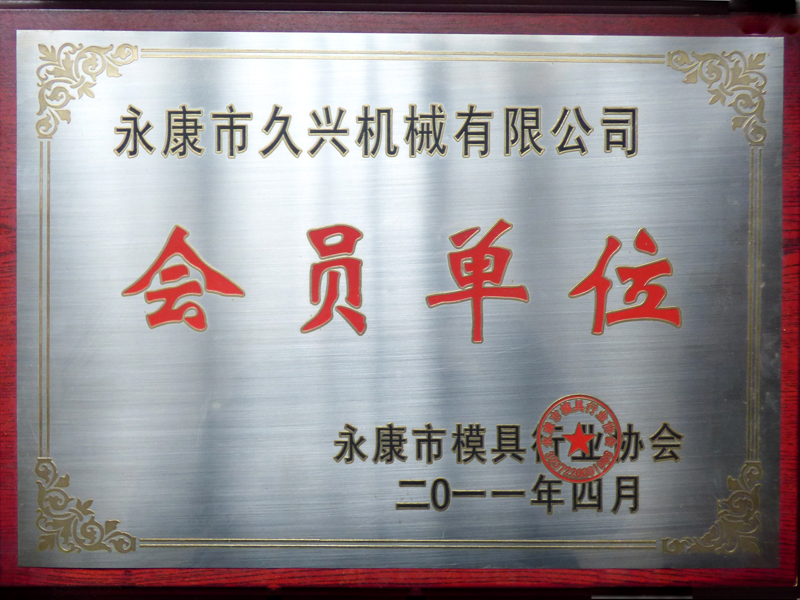 永康市久兴机械有限公司
会员单位
永康市模具行业协会
二〇一一年四月